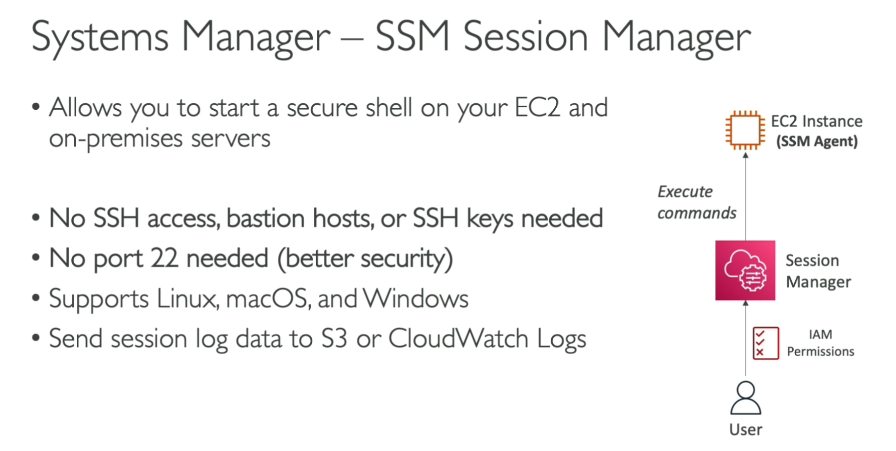 Systems Manager – SSM Session Manager
• Allows you to start a secure shell on your EC2 and
on-premises servers
• No SSH access, bastion hosts, or SSH keys needed
• No port 22 needed (better security)
• Supports Linux, macOS, and Windows
• Send session log data to S3 or CloudWatch Logs
EC2 Instance
(SSM Agent)
Execute
commands
Session
Manager
IAM
Permissions
User